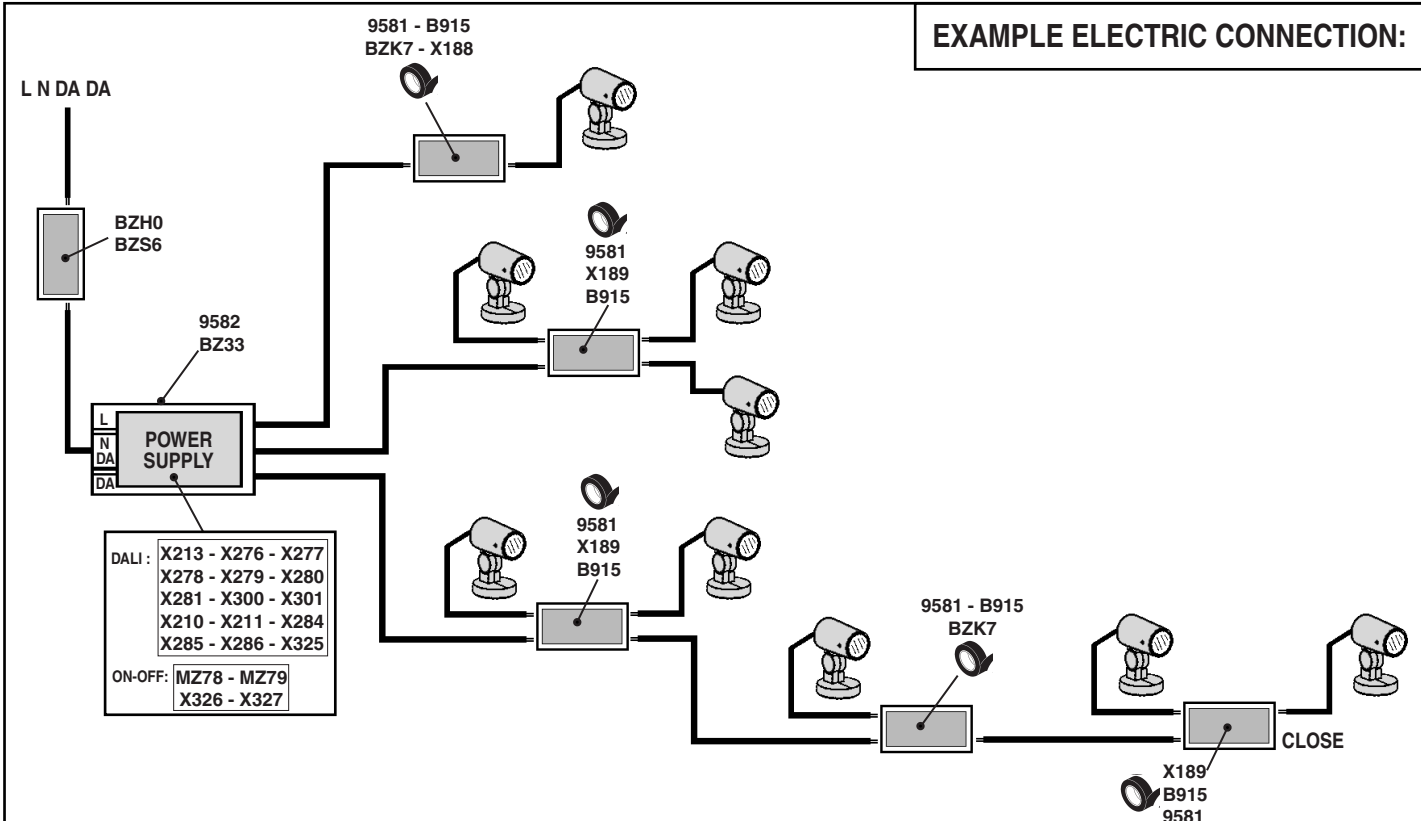 EXAMPLE ELECTRIC CONNECTION:
9581 - B915
BZK7 - X188
L N DA DA
BZH0
BZS6
9581
X189
B915
9582
BZ33
L
N
DA
DA
POWER
SUPPLY
DALI : X213 - X276 - X277
X278 - X279 - X280
X281 - X300 - X301
X210 - X211 - X284
X285 - X286 - X325
ON-OFF: MZ78 - MZ79
X326 - X327
9581
X189
B915
9581 - B915
BZK7
CLOSE
X189
B915
9581